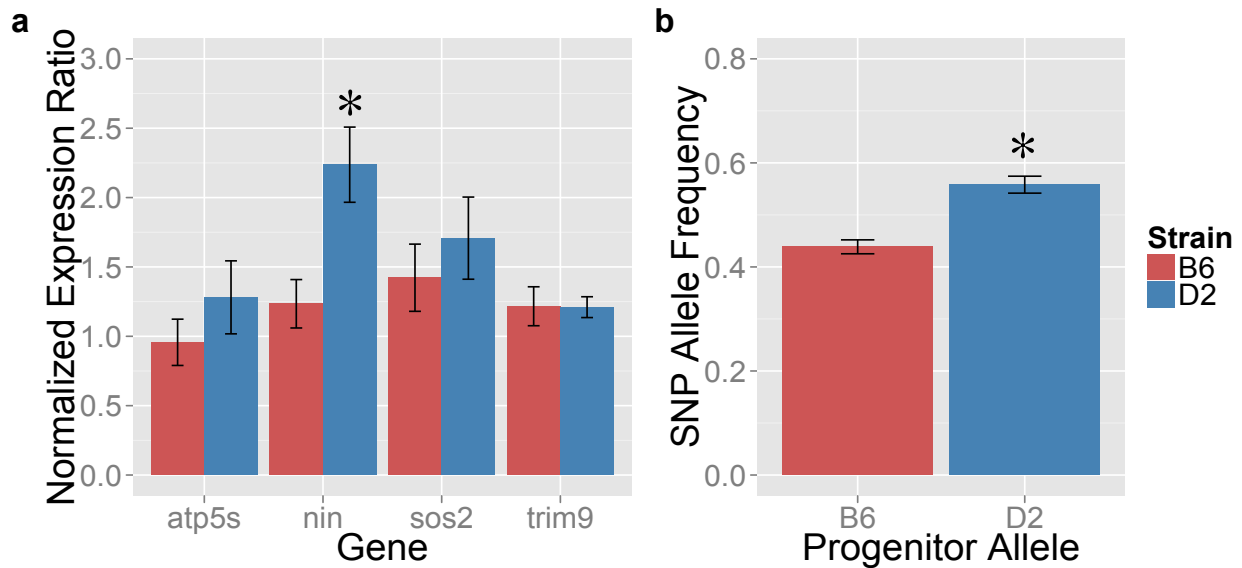 a
Normalized Expression Ratio
3.0
2.5
2.0
1.5
1.0
0.5
0.0
*
atp5s nin sos2 trim9
Gene
b
SNP Allele Frequency
0.8
0.6
0.4
0.2
0.0
*
B6 D2
Progenitor Allele
Strain
B6
D2